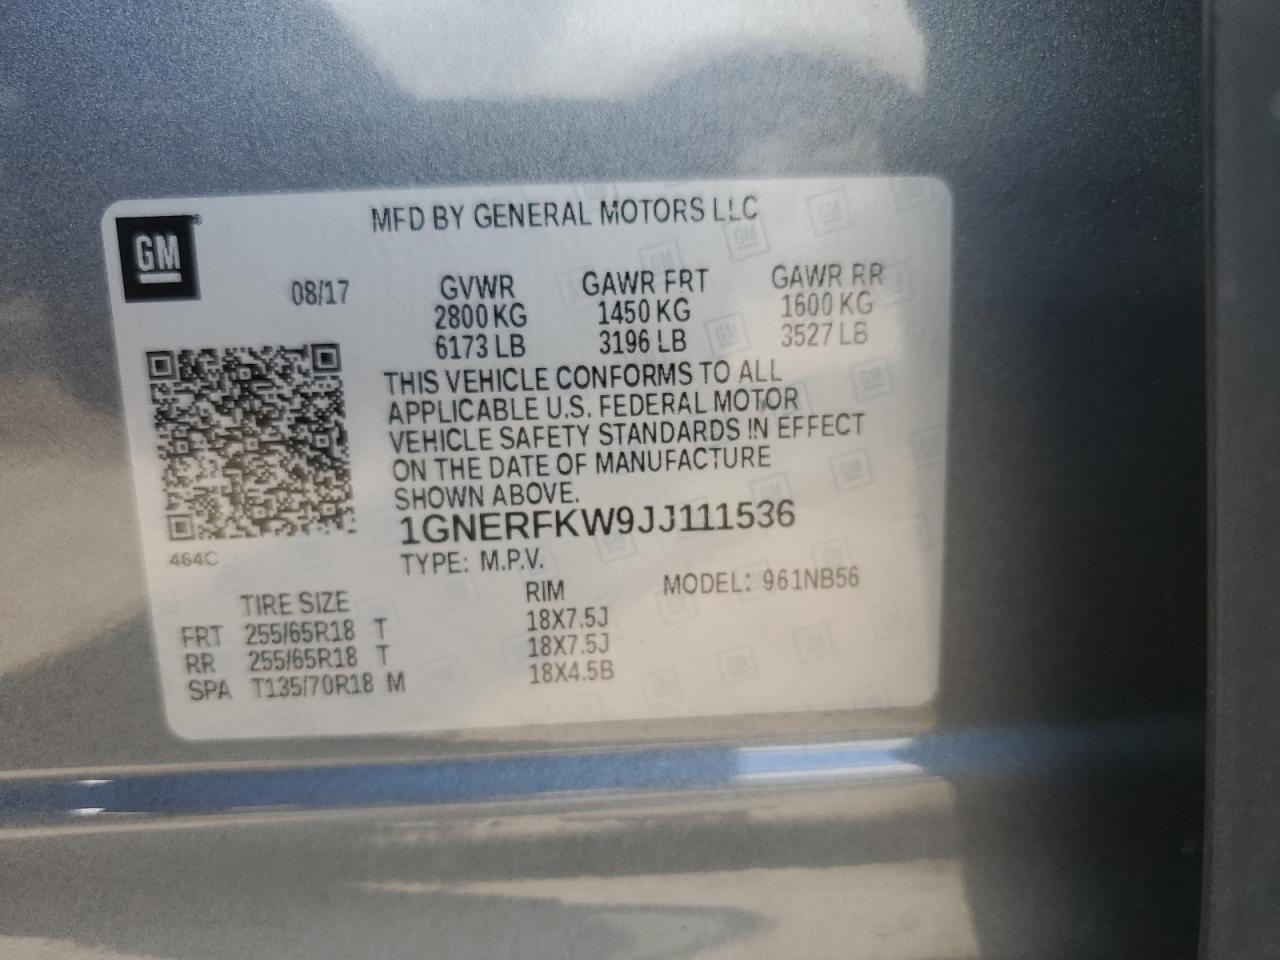 MFD BY GENERAL MOTORS LLC
GM ®
08/17 GVWR GAWR FRT GAWR RR
2800 KG 1450 KG 1600 KG
6173 LB 3196 LB 3527 LB
THIS VEHICLE CONFORMS TO ALL
APPLICABLE U.S. FEDERAL MOTOR
VEHICLE SAFETY STANDARDS IN EFFECT
ON THE DATE OF MANUFACTURE
SHOWN ABOVE.
1GNERFKW9JJ111536
464C
TYPE: M.P.V. MODEL: 961NB56
TIRE SIZE RIM
FRT 255/65R18 T 18X7.5J
RR 255/65R18 T 18X7.5J
SPA T135/70R18 M 18X4.5B